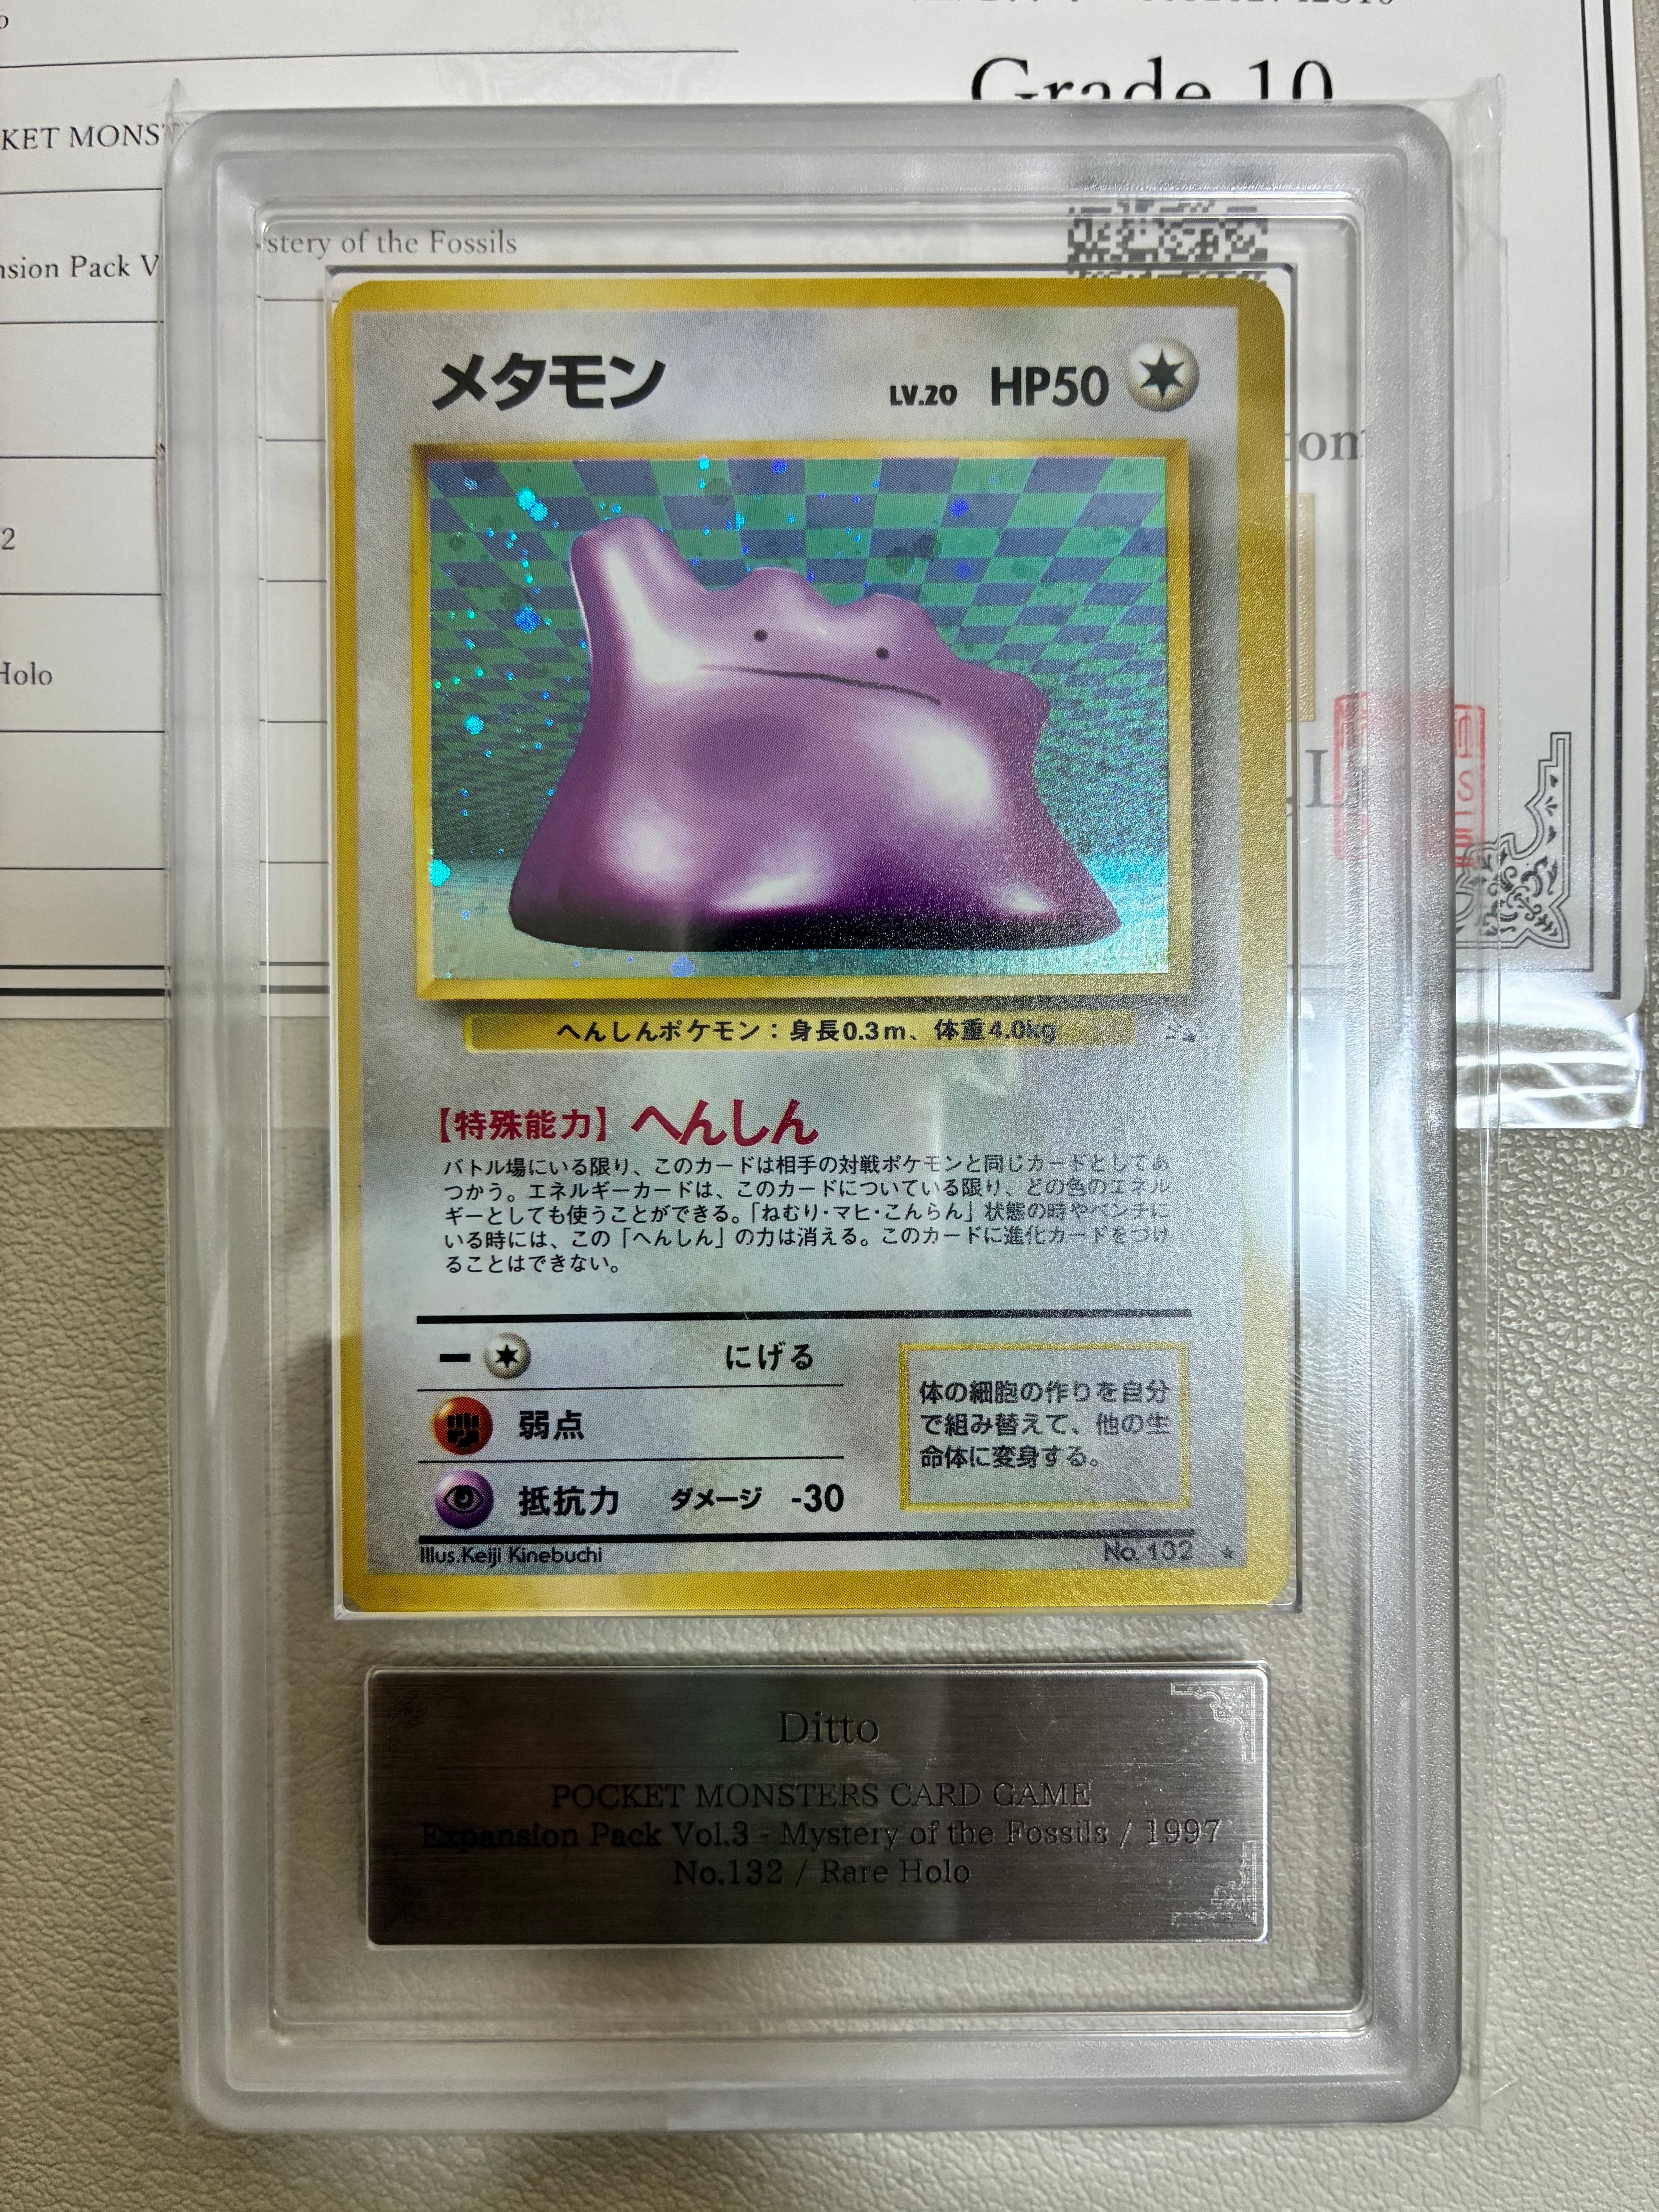 Grade 10
KET MONST
nsion Pack V
stery of the Fossils
2
Holo
メタモン
LV.20 HP50
へんしんポケモン：身長0.3m、体重4.0kg
【特殊能力】へんしん
バトル場にいる限り、このカードは相手の対戦ポケモンと同じカードとしてあ
つかう。エネルギーカードは、このカードについている限り、どの色のエネル
ギーとしても使うことができる。「ねむり・マヒ・こんらん」状態の時やベンチに
いる時には、この「へんしん」の力は消える。このカードに進化カードをつけ
ることはできない。
ー にげる
弱点
抵抗力 ダメージ -30
体の細胞の作りを自分
で組み替えて、他の生
命体に変身する。
Illus.Keiji Kinebuchi
No. 132
Ditto
POCKET MONSTERS CARD GAME
Expansion Pack Vol.3 - Mystery of the Fossils / 1997
No.132 / Rare Holo